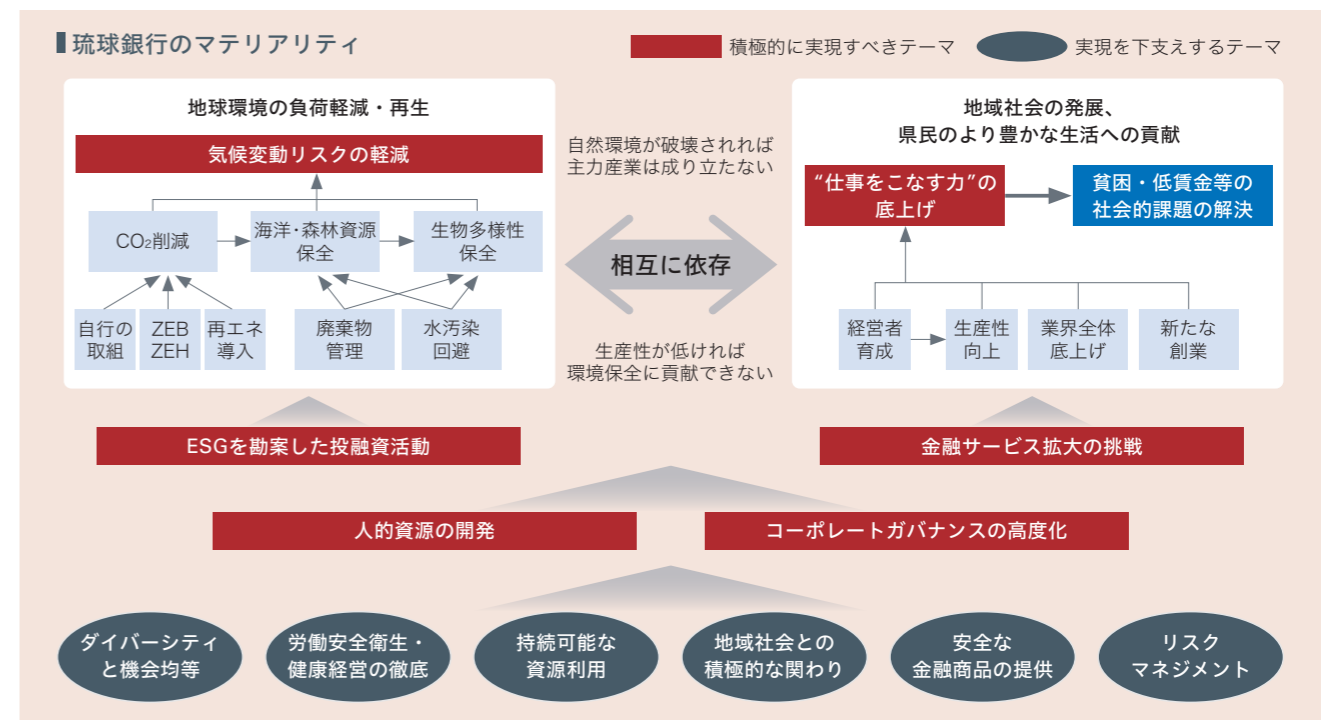 琉球銀行のマテリアリティ
積極的に実現すべきテーマ
実現を下支えするテーマ
地球環境の負荷軽減・再生
気候変動リスクの軽減
CO₂削減
海洋・森林資源
保全
生物多様性
保全
自行の
取組
ZEB
ZEH
再エネ
導入
廃棄物
管理
水汚染
回避
自然環境が破壊されれば
主力産業は成り立たない
相互に依存
生産性が低ければ
環境保全に貢献できない
地域社会の発展、
県民のより豊かな生活への貢献
“仕事をこなす力”の
底上げ
貧困・低賃金等の
社会的課題の解決
経営者
育成
生産性
向上
業界全体
底上げ
新たな
創業
ESGを勘案した投融資活動
金融サービス拡大の挑戦
人的資源の開発
コーポレートガバナンスの高度化
ダイバーシティ
と機会均等
労働安全衛生・
健康経営の徹底
持続可能な
資源利用
地域社会との
積極的な関わり
安全な
金融商品の提供
リスク
マネジメント